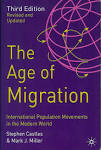 Third Edition
Revised and
Updated
The
Age of
Migration
International Population Movements
in the Modern World
Stephen Castles
& Mark J. Miller